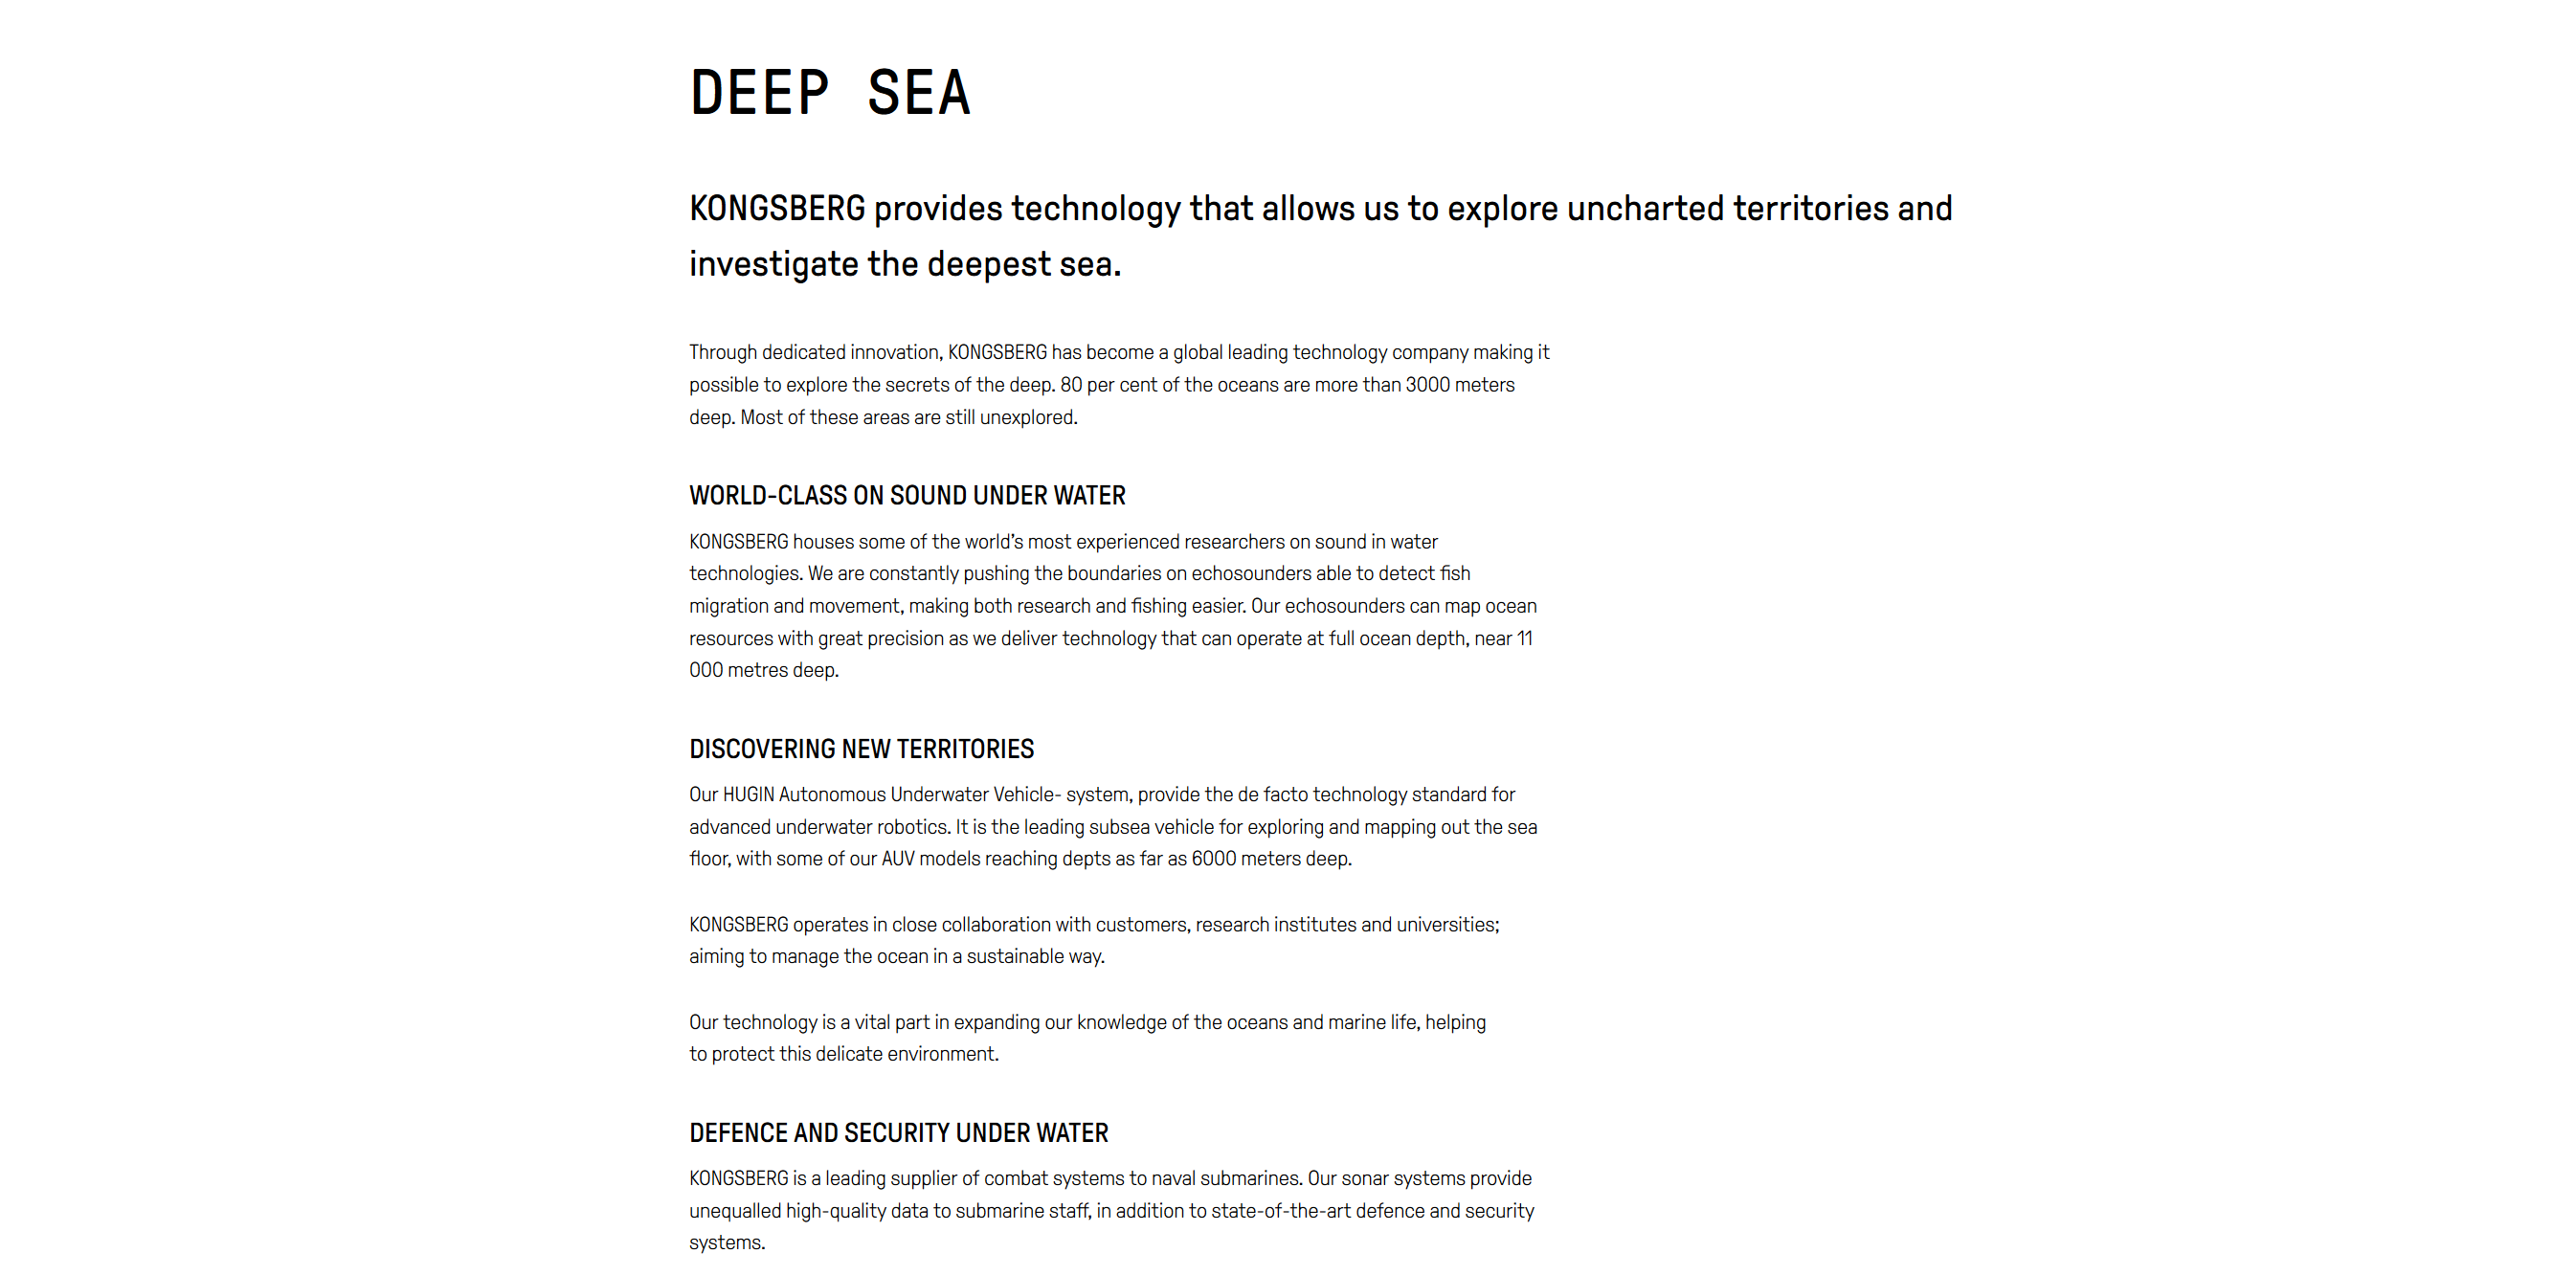 DEEP SEA
KONGSBERG provides technology that allows us to explore uncharted territories and
investigate the deepest sea.
Through dedicated innovation, KONGSBERG has become a global leading technology company making it
possible to explore the secrets of the deep. 80 per cent of the oceans are more than 3000 meters
deep. Most of these areas are still unexplored.
WORLD-CLASS ON SOUND UNDER WATER
KONGSBERG houses some of the world's most experienced researchers on sound in water
technologies. We are constantly pushing the boundaries on echosounders able to detect fish
migration and movement, making both research and fishing easier. Our echosounders can map ocean
resources with great precision as we deliver technology that can operate at full ocean depth, near 11
000 metres deep.
DISCOVERING NEW TERRITORIES
Our HUGIN Autonomous Underwater Vehicle- system, provide the de facto technology standard for
advanced underwater robotics. It is the leading subsea vehicle for exploring and mapping out the sea
floor, with some of our AUV models reaching depts as far as 6000 meters deep.
KONGSBERG operates in close collaboration with customers, research institutes and universities;
aiming to manage the ocean in a sustainable way.
Our technology is a vital part in expanding our knowledge of the oceans and marine life, helping
to protect this delicate environment.
DEFENCE AND SECURITY UNDER WATER
KONGSBERG is a leading supplier of combat systems to naval submarines. Our sonar systems provide
unequalled high-quality data to submarine staff, in addition to state-of-the-art defence and security
systems.